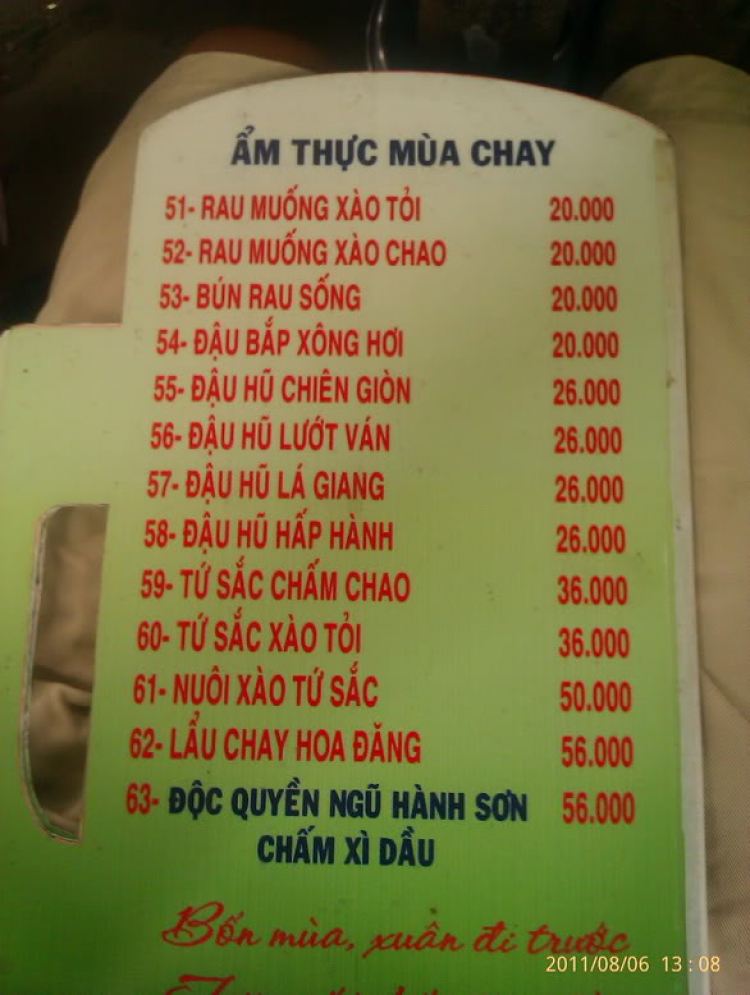 ẨM THỰC MÙA CHAY
51- RAU MUỐNG XÀO TỎI 20.000
52- RAU MUỐNG XÀO CHAO 20.000
53- BÚN RAU SỐNG 20.000
54- ĐẬU BẮP XÔNG HƠI 20.000
55- ĐẬU HŨ CHIÊN GIÒN 26.000
56- ĐẬU HŨ LƯỚT VÁN 26.000
57- ĐẬU HŨ LÁ GIANG 26.000
58- ĐẬU HŨ HẤP HÀNH 26.000
59- TỨ SẮC CHẤM CHAO 36.000
60- TỨ SẮC XÀO TỎI 36.000
61- NUÔI XÀO TỨ SẮC 50.000
62- LẨU CHAY HOA ĐĂNG 56.000
63- ĐỘC QUYỀN NGŨ HÀNH SƠN 56.000
CHẤM XÌ DẦU
Bốn mùa, xuân đi trước
2011/08/06 13:08